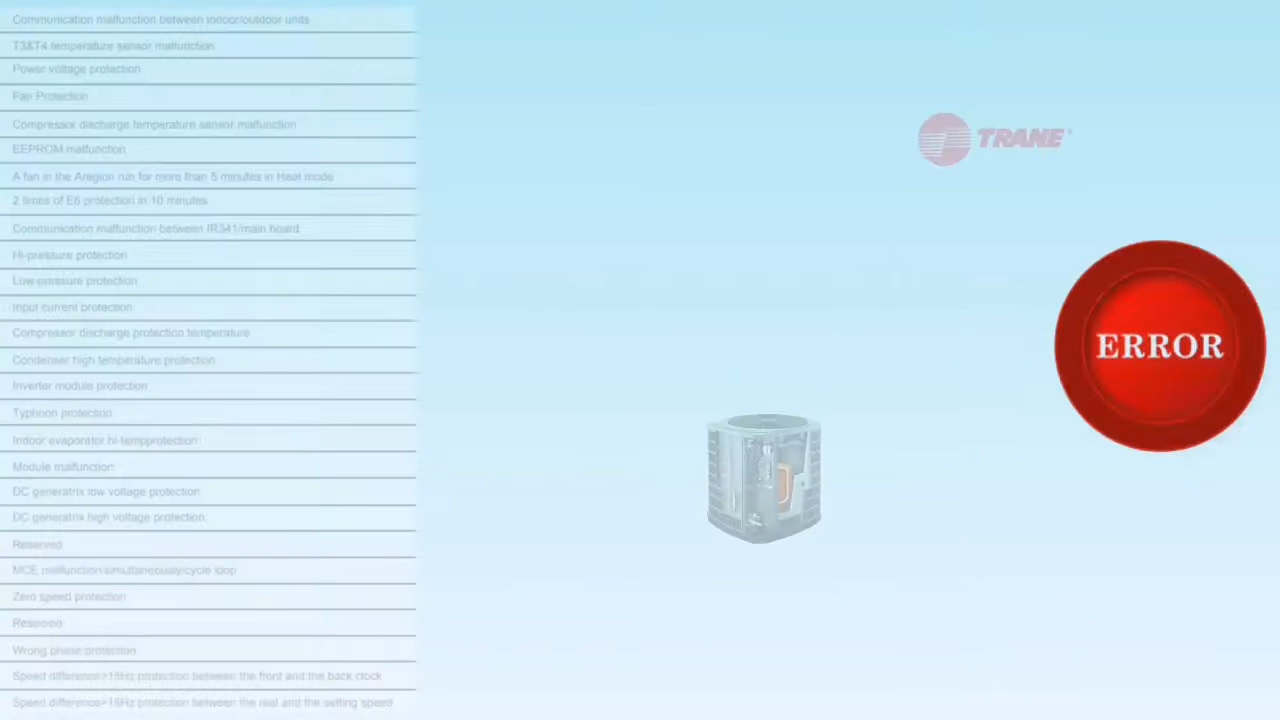 Communication malfunction between indoor/outdoor units
T3&T4 temperature sensor malfunction
Power voltage protection
Fan Protection
Compressor discharge temperature sensor malfunction
EEPROM malfunction
A fan in the Aregion run for more than 5 minutes in Heat mode
2 times of E6 protection in 10 minutes
Communication malfunction between IR341/main board
Hi-pressure protection
Low-pressure protection
Input current protection
Compressor discharge protection temperature
Condenser high temperature protection
Inverter module protection
Typhoon protection
Indoor evaporator hi-tempprotection
Module malfunction
DC generatrix low voltage protection
DC generatrix high voltage protection
Reserved
MCE malfunction/simultaneously/cycle loop
Zero speed protection
Reserved
Wrong phase protection
Speed difference>15Hz protection between the front and the back clock
Speed difference>15Hz protection between the real and the setting speed
TRANE
ERROR